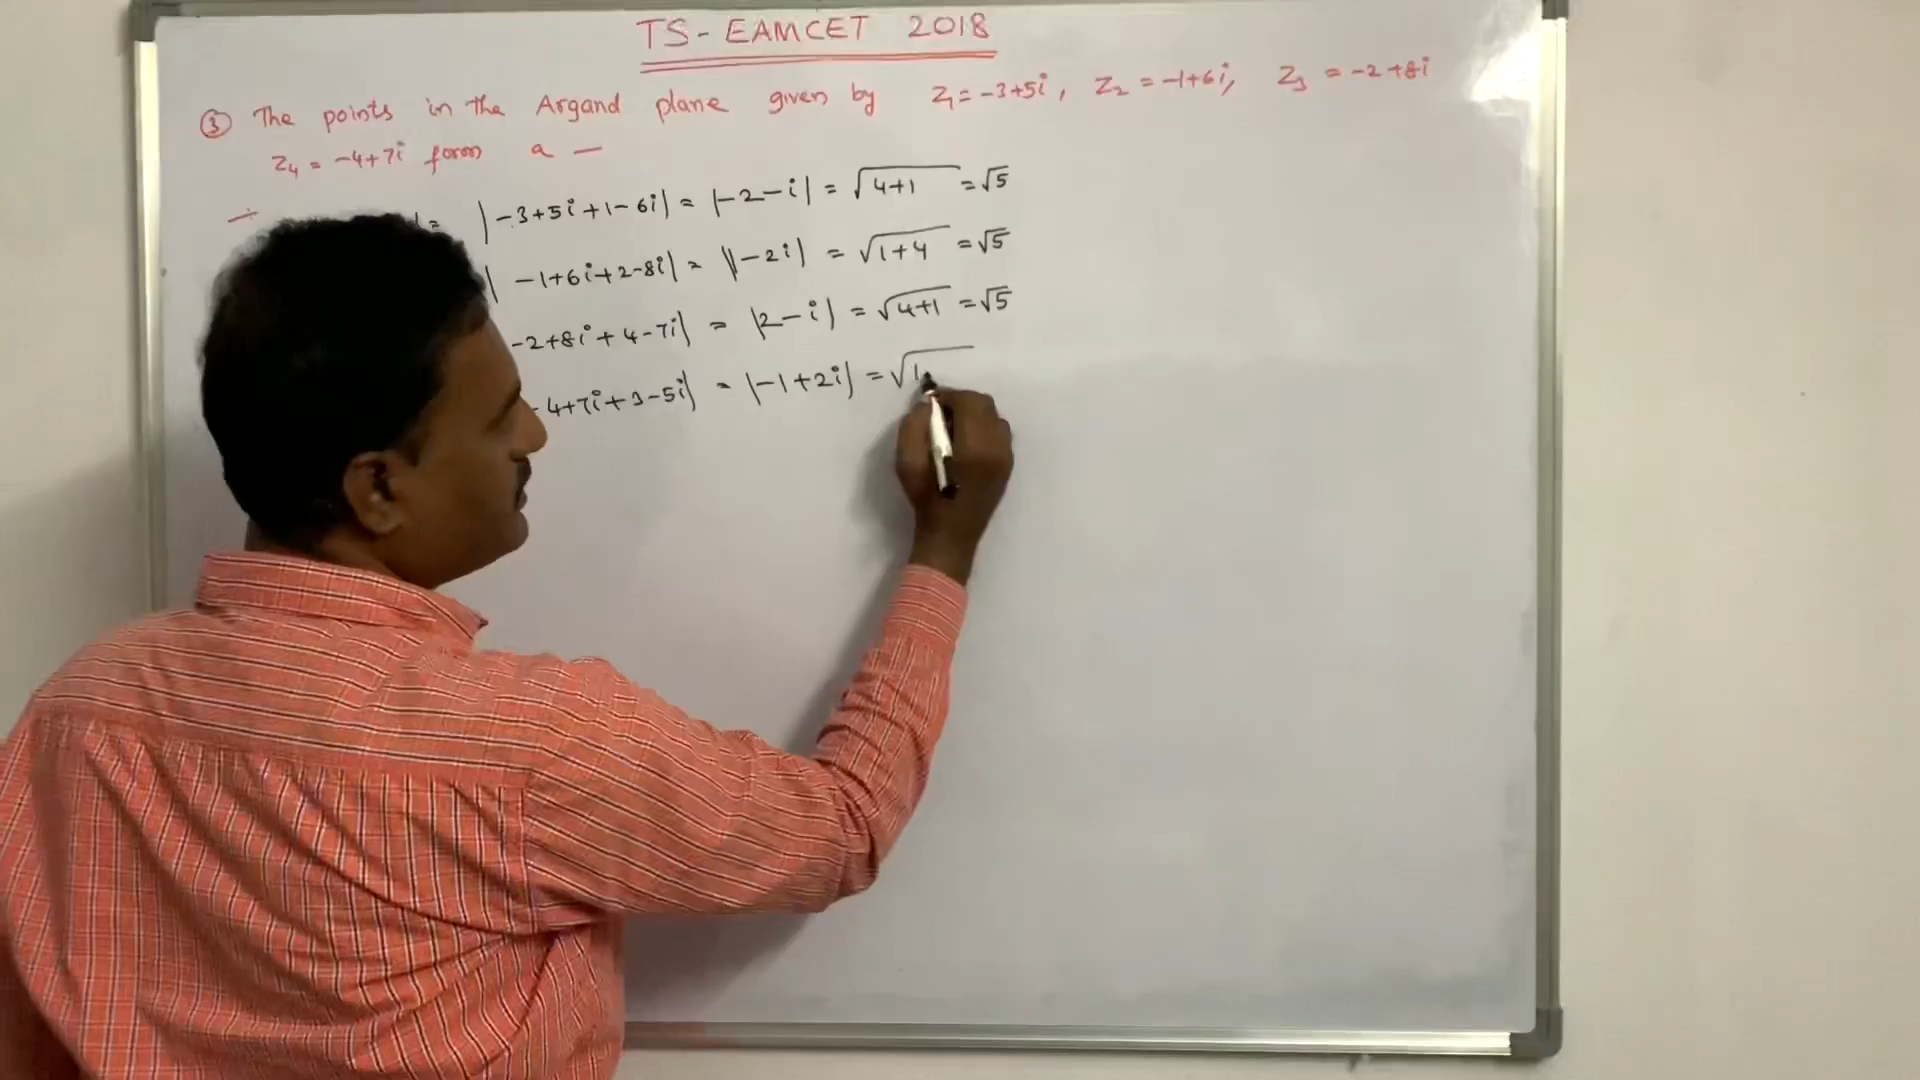 TS - EAMCET 2018
③ The points in the Argand plane given by Z₁ = -3+5i, Z₂ = -1+6i, Z₃ = -2+8i
Z₄ = -4+7i form a —
= |-3+5i+1-6i| = |-2-i| = √4+1 = √5
| -1+6i+2-8i| = |1-2i| = √1+4 = √5
-2+8i+4-7i| = |2-i| = √4+1 = √5
-4+7i+3-5i| = |-1+2i| = √1